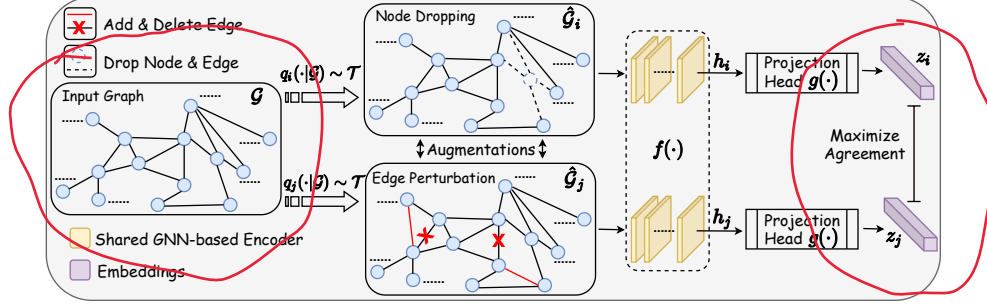 Add & Delete Edge
Drop Node & Edge
Input Graph 𝓖
q_i(·|𝓖) ~ 𝒯
q_j(·|𝓖) ~ 𝒯
Node Dropping Ĝ_i
Augmentations
Edge Perturbation Ĝ_j
f(·)
h_i
h_j
Projection
Head g(·)
Projection
Head g(·)
z_i
Maximize
Agreement
z_j
Shared GNN-based Encoder
Embeddings